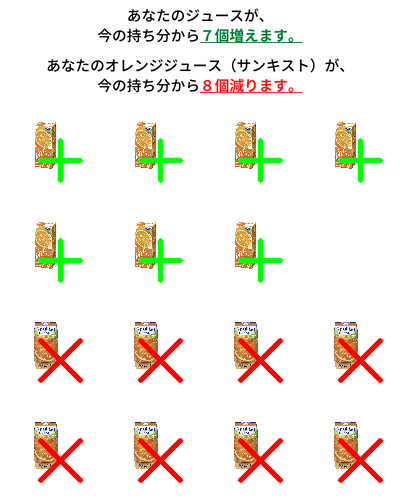 あなたのジュースが、
今の持ち分から７個増えます。
あなたのオレンジジュース（サンキスト）が、
今の持ち分から８個減ります。